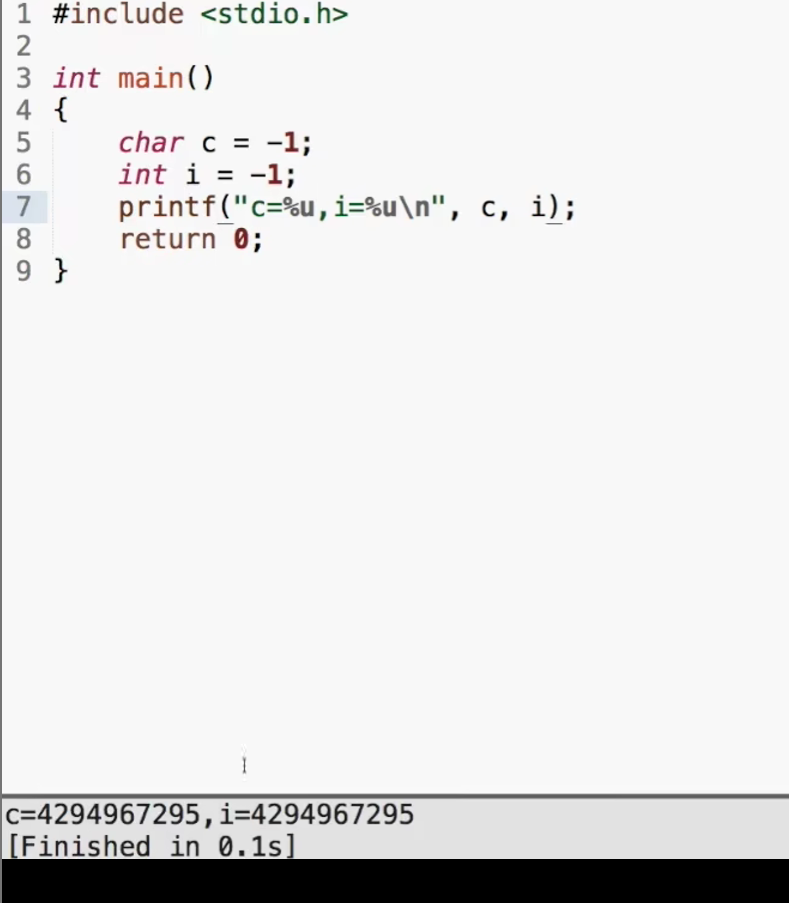 1 #include <stdio.h>
2
3 int main()
4 {
5     char c = -1;
6     int i = -1;
7     printf("c=%u,i=%u\n", c, i);
8     return 0;
9 }
c=4294967295,i=4294967295
[Finished in 0.1s]